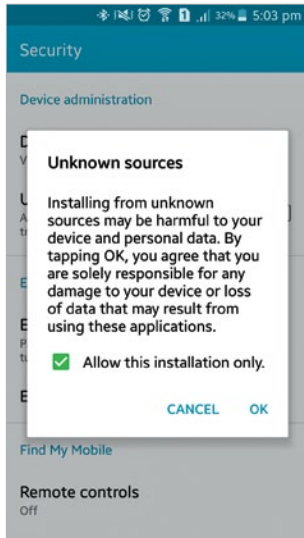 1 32% 5:03 pm
Security
Device administration
D
V
Unknown sources
U
A
tr
Installing from unknown
sources may be harmful to your
device and personal data. By
tapping OK, you agree that you
are solely responsible for any
damage to your device or loss
of data that may result from
using these applications.
E
E
P
tu
Allow this installation only.
E
CANCEL OK
Find My Mobile
Remote controls
Off